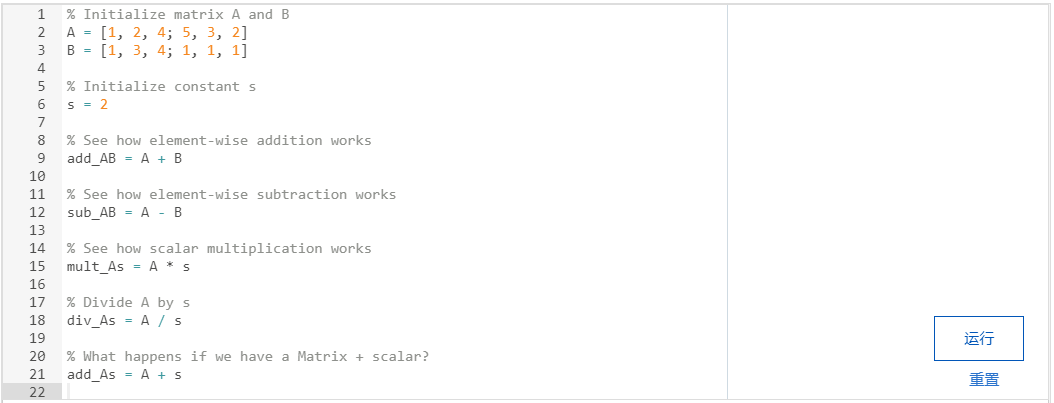 1 % Initialize matrix A and B
2 A = [1, 2, 4; 5, 3, 2]
3 B = [1, 3, 4; 1, 1, 1]
4
5 % Initialize constant s
6 s = 2
7
8 % See how element-wise addition works
9 add_AB = A + B
10
11 % See how element-wise subtraction works
12 sub_AB = A - B
13
14 % See how scalar multiplication works
15 mult_As = A * s
16
17 % Divide A by s
18 div_As = A / s
19
20 % What happens if we have a Matrix + scalar?
21 add_As = A + s
22
运行
重置